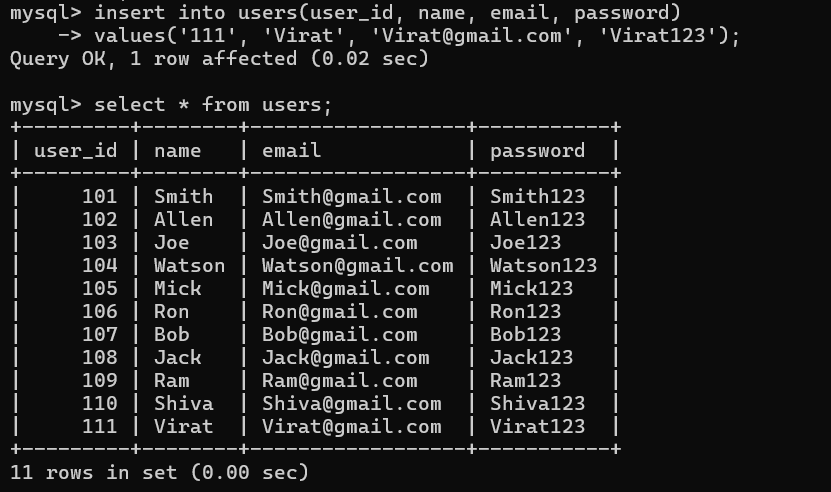 mysql> insert into users(user_id, name, email, password)
    -> values('111', 'Virat', 'Virat@gmail.com', 'Virat123');
Query OK, 1 row affected (0.02 sec)

mysql> select * from users;
+---------+--------+------------------+-----------+
| user_id | name   | email            | password  |
+---------+--------+------------------+-----------+
|     101 | Smith  | Smith@gmail.com  | Smith123  |
|     102 | Allen  | Allen@gmail.com  | Allen123  |
|     103 | Joe    | Joe@gmail.com    | Joe123    |
|     104 | Watson | Watson@gmail.com | Watson123 |
|     105 | Mick   | Mick@gmail.com   | Mick123   |
|     106 | Ron    | Ron@gmail.com    | Ron123    |
|     107 | Bob    | Bob@gmail.com    | Bob123    |
|     108 | Jack   | Jack@gmail.com   | Jack123   |
|     109 | Ram    | Ram@gmail.com    | Ram123    |
|     110 | Shiva  | Shiva@gmail.com  | Shiva123  |
|     111 | Virat  | Virat@gmail.com  | Virat123  |
+---------+--------+------------------+-----------+
11 rows in set (0.00 sec)